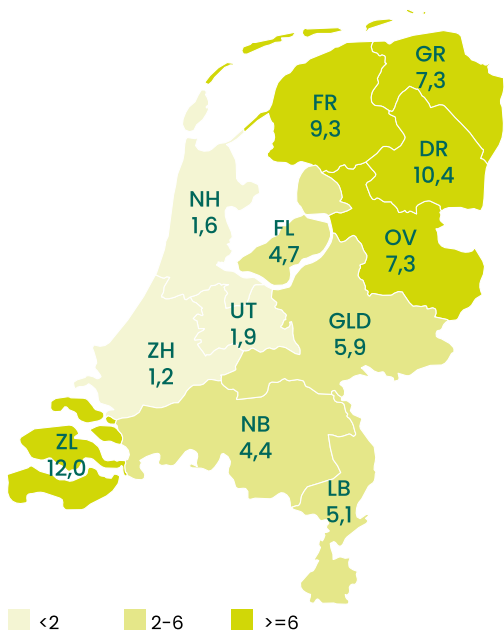 GR
7,3
FR
9,3
DR
10,4
NH
1,6
FL
4,7
OV
7,3
UT
1,9
GLD
5,9
ZH
1,2
NB
4,4
ZL
12,0
LB
5,1
<2
2-6
>=6